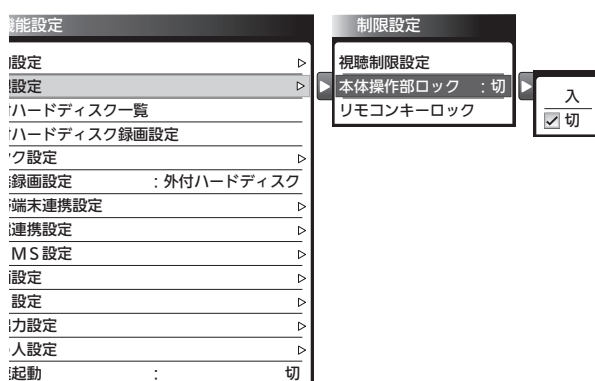 能設定
設定
設定
ハードディスク一覧
ハードディスク録画設定
ク設定
録画設定 :外付ハードディスク
端末連携設定
連携設定
MS設定
設定
設定
力設定
人設定
起動 : 切
制限設定
視聴制限設定
本体操作部ロック :切
リモコンキーロック
入
切